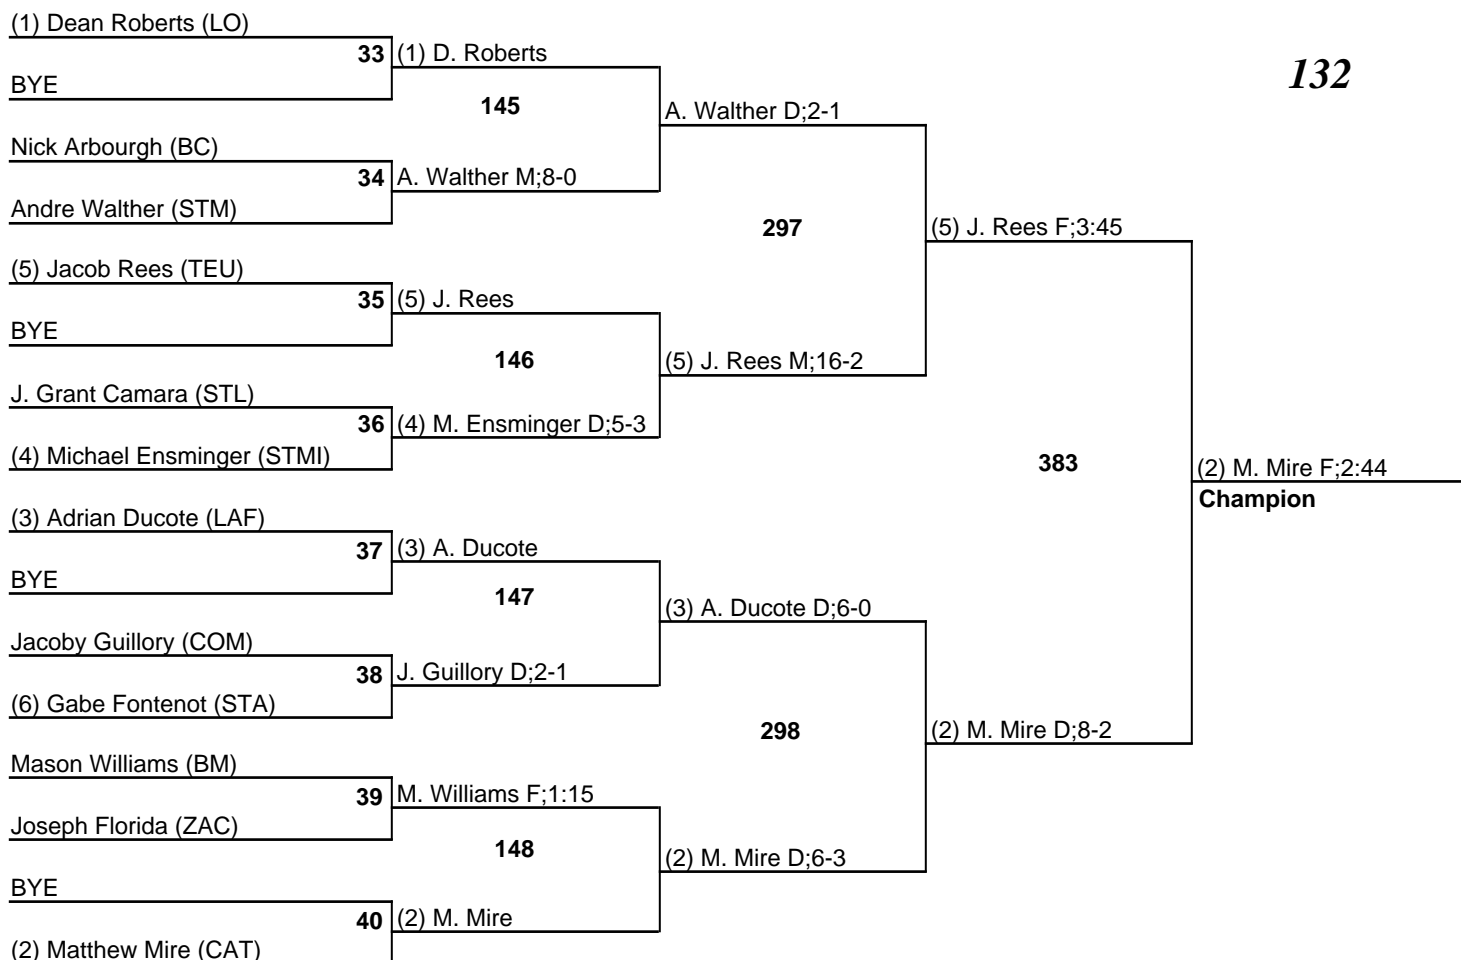 (1) Dean Roberts (LO)
33
(1) D. Roberts
BYE
132
145
A. Walther D;2-1
Nick Arbourgh (BC)
34
A. Walther M;8-0
Andre Walther (STM)
297
(5) J. Rees F;3:45
(5) Jacob Rees (TEU)
35
(5) J. Rees
BYE
146
(5) J. Rees M;16-2
J. Grant Camara (STL)
36
(4) M. Ensminger D;5-3
(4) Michael Ensminger (STMI)
383
(2) M. Mire F;2:44
Champion
(3) Adrian Ducote (LAF)
37
(3) A. Ducote
BYE
147
(3) A. Ducote D;6-0
Jacoby Guillory (COM)
38
J. Guillory D;2-1
(6) Gabe Fontenot (STA)
298
(2) M. Mire D;8-2
Mason Williams (BM)
39
M. Williams F;1:15
Joseph Florida (ZAC)
148
(2) M. Mire D;6-3
BYE
40
(2) M. Mire
(2) Matthew Mire (CAT)